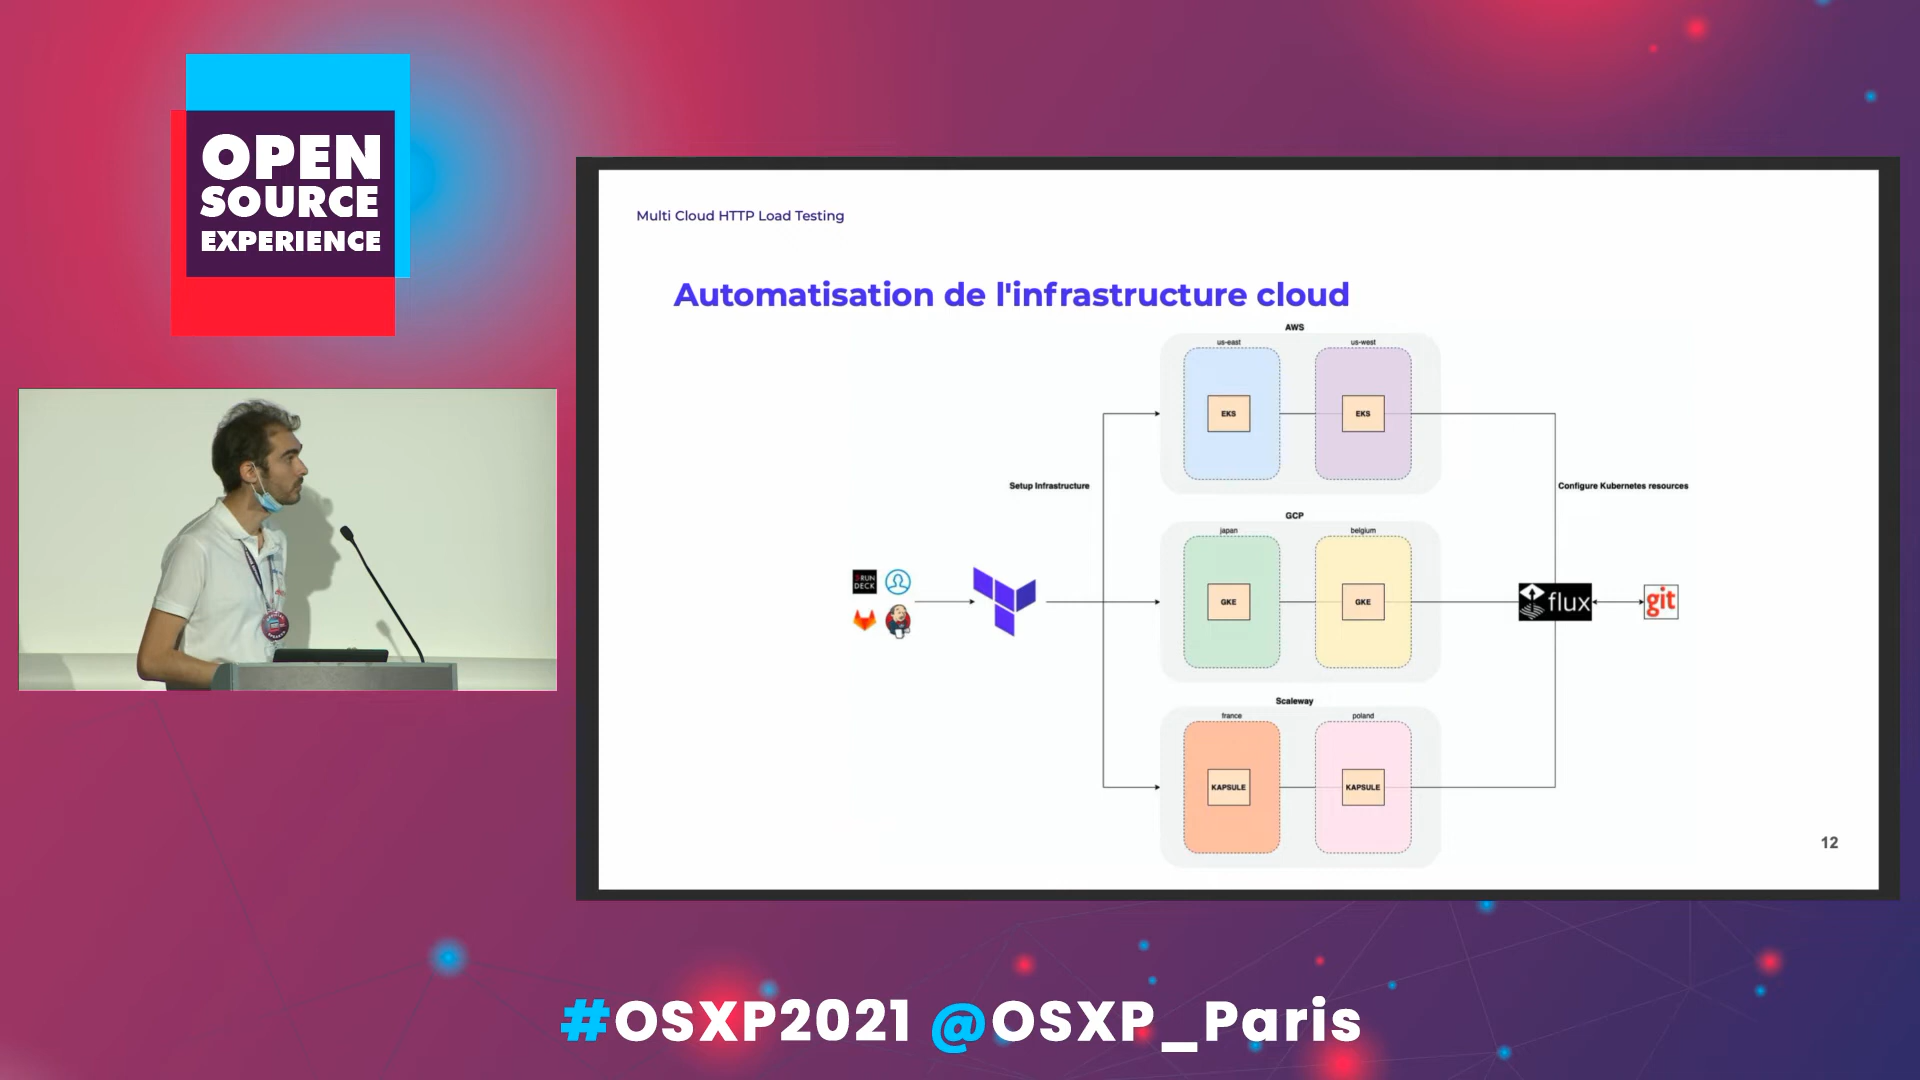 OPEN
SOURCE
EXPERIENCE
Multi Cloud HTTP Load Testing
Automatisation de l'infrastructure cloud
AWS
us-east
us-west
EKS
EKS
Setup Infrastructure
Configure Kubernetes resources
GCP
japan
belgium
RUN
DECK
GKE
GKE
flux
git
Scaleway
france
poland
KAPSULE
KAPSULE
12
#OSXP2021 @OSXP_Paris